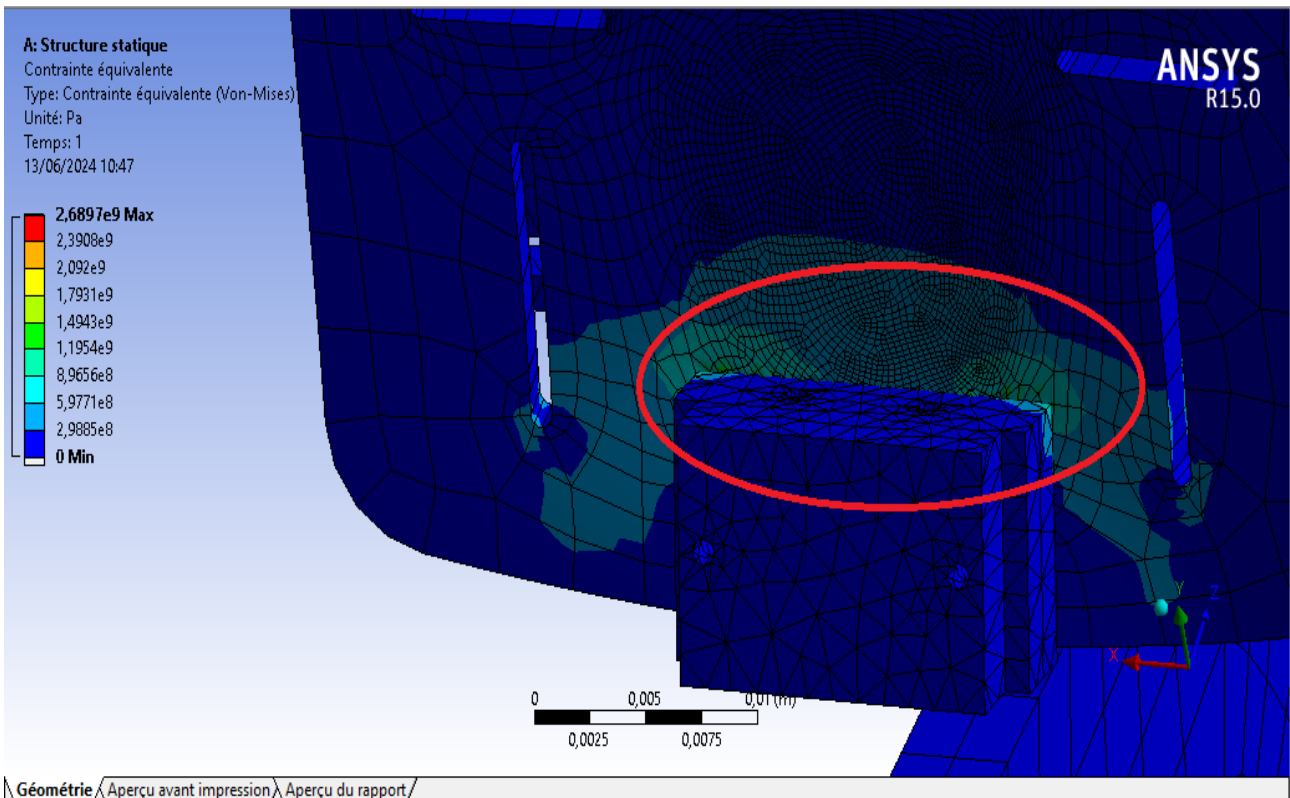 A: Structure statique
Contrainte équivalente
Type: Contrainte équivalente (Von-Mises)
Unité: Pa
Temps: 1
13/06/2024 10:47
2,6897e9 Max
2,3908e9
2,092e9
1,7931e9
1,4943e9
1,1954e9
8,9656e8
5,9771e8
2,9885e8
0 Min
ANSYS
R15.0
Y
Z
X
0
0,005
0,01 (m)
0,0025
0,0075
Géométrie Aperçu avant impression Aperçu du rapport